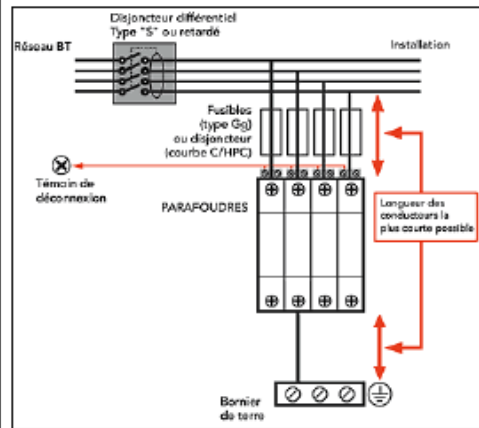 Disjoncteur différentiel
Type "S" ou retardé
Réseau BT
Installation
Fusibles
(type Gg)
ou disjoncteur
(courbe C/HPC)
Témoin de
déconnexion
PARAFOUDRES
Longueur des
conducteurs la
plus courte possible
Bornier
de terre